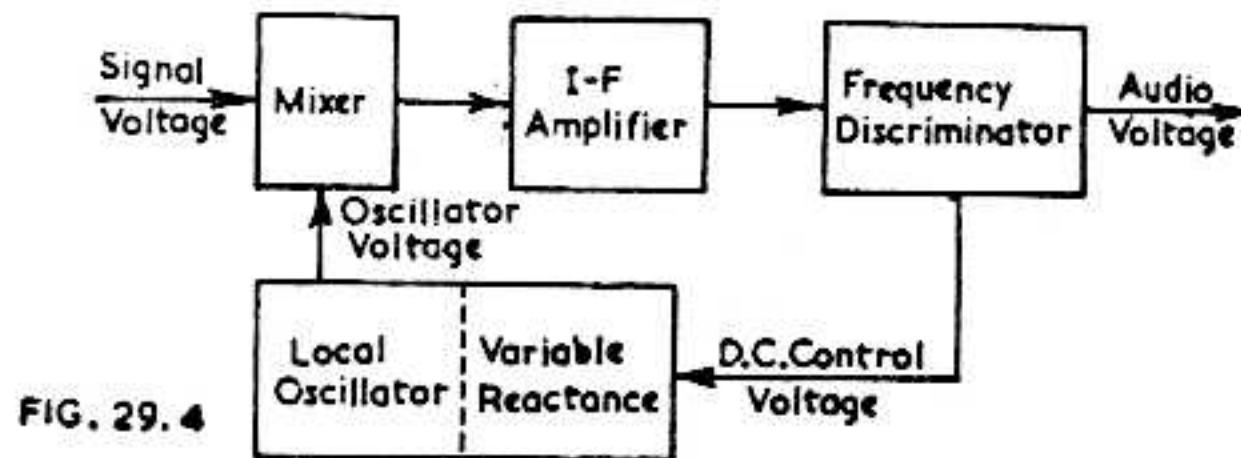 Signal
Voltage
Mixer
I-F
Amplifier
Frequency
Discriminator
Audio
Voltage
Oscillator
Voltage
Local
Oscillator
Variable
Reactance
D.C.Control
Voltage
FIG. 29.4